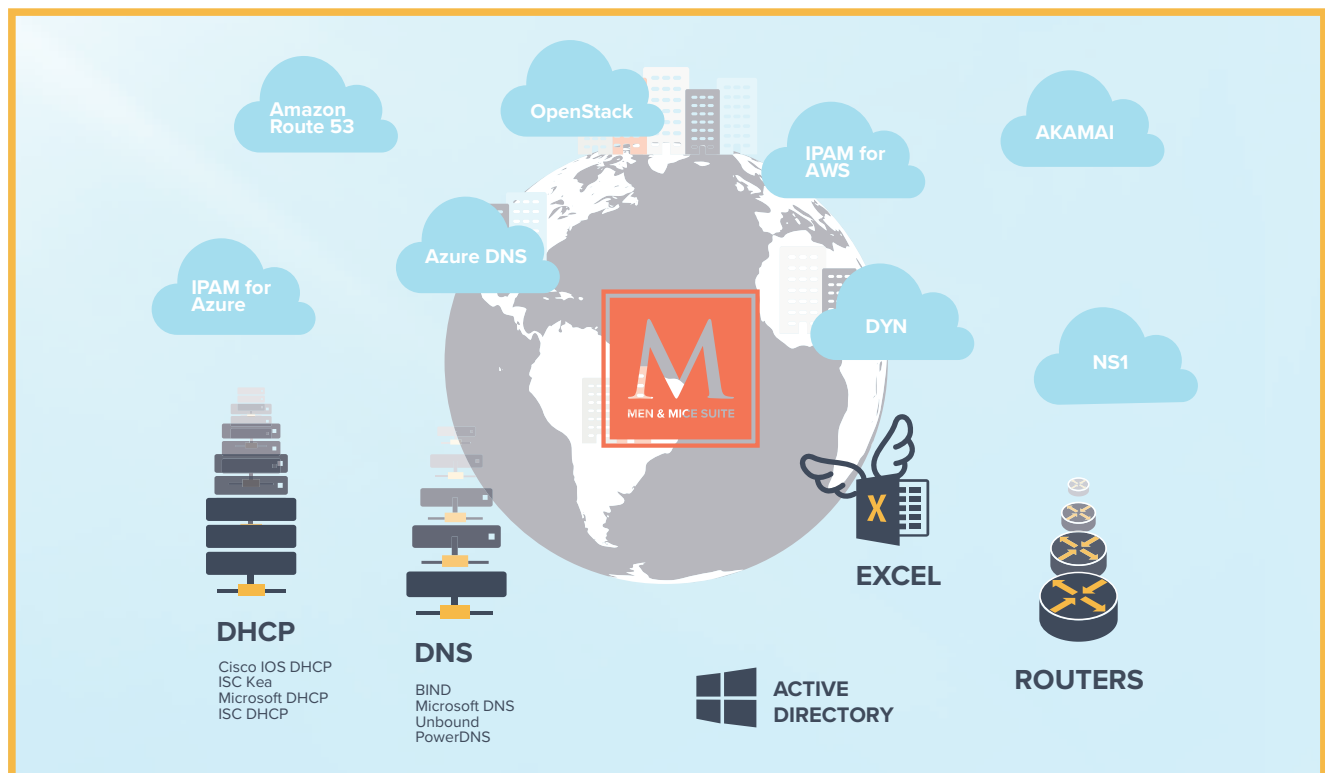 Amazon
Route 53
OpenStack
IPAM for
AWS
AKAMAI
Azure DNS
IPAM for
Azure
DYN
NS1
M
MEN & MICE SUITE
X
EXCEL
DHCP
Cisco IOS DHCP
ISC Kea
Microsoft DHCP
ISC DHCP
DNS
BIND
Microsoft DNS
Unbound
PowerDNS
ACTIVE
DIRECTORY
ROUTERS